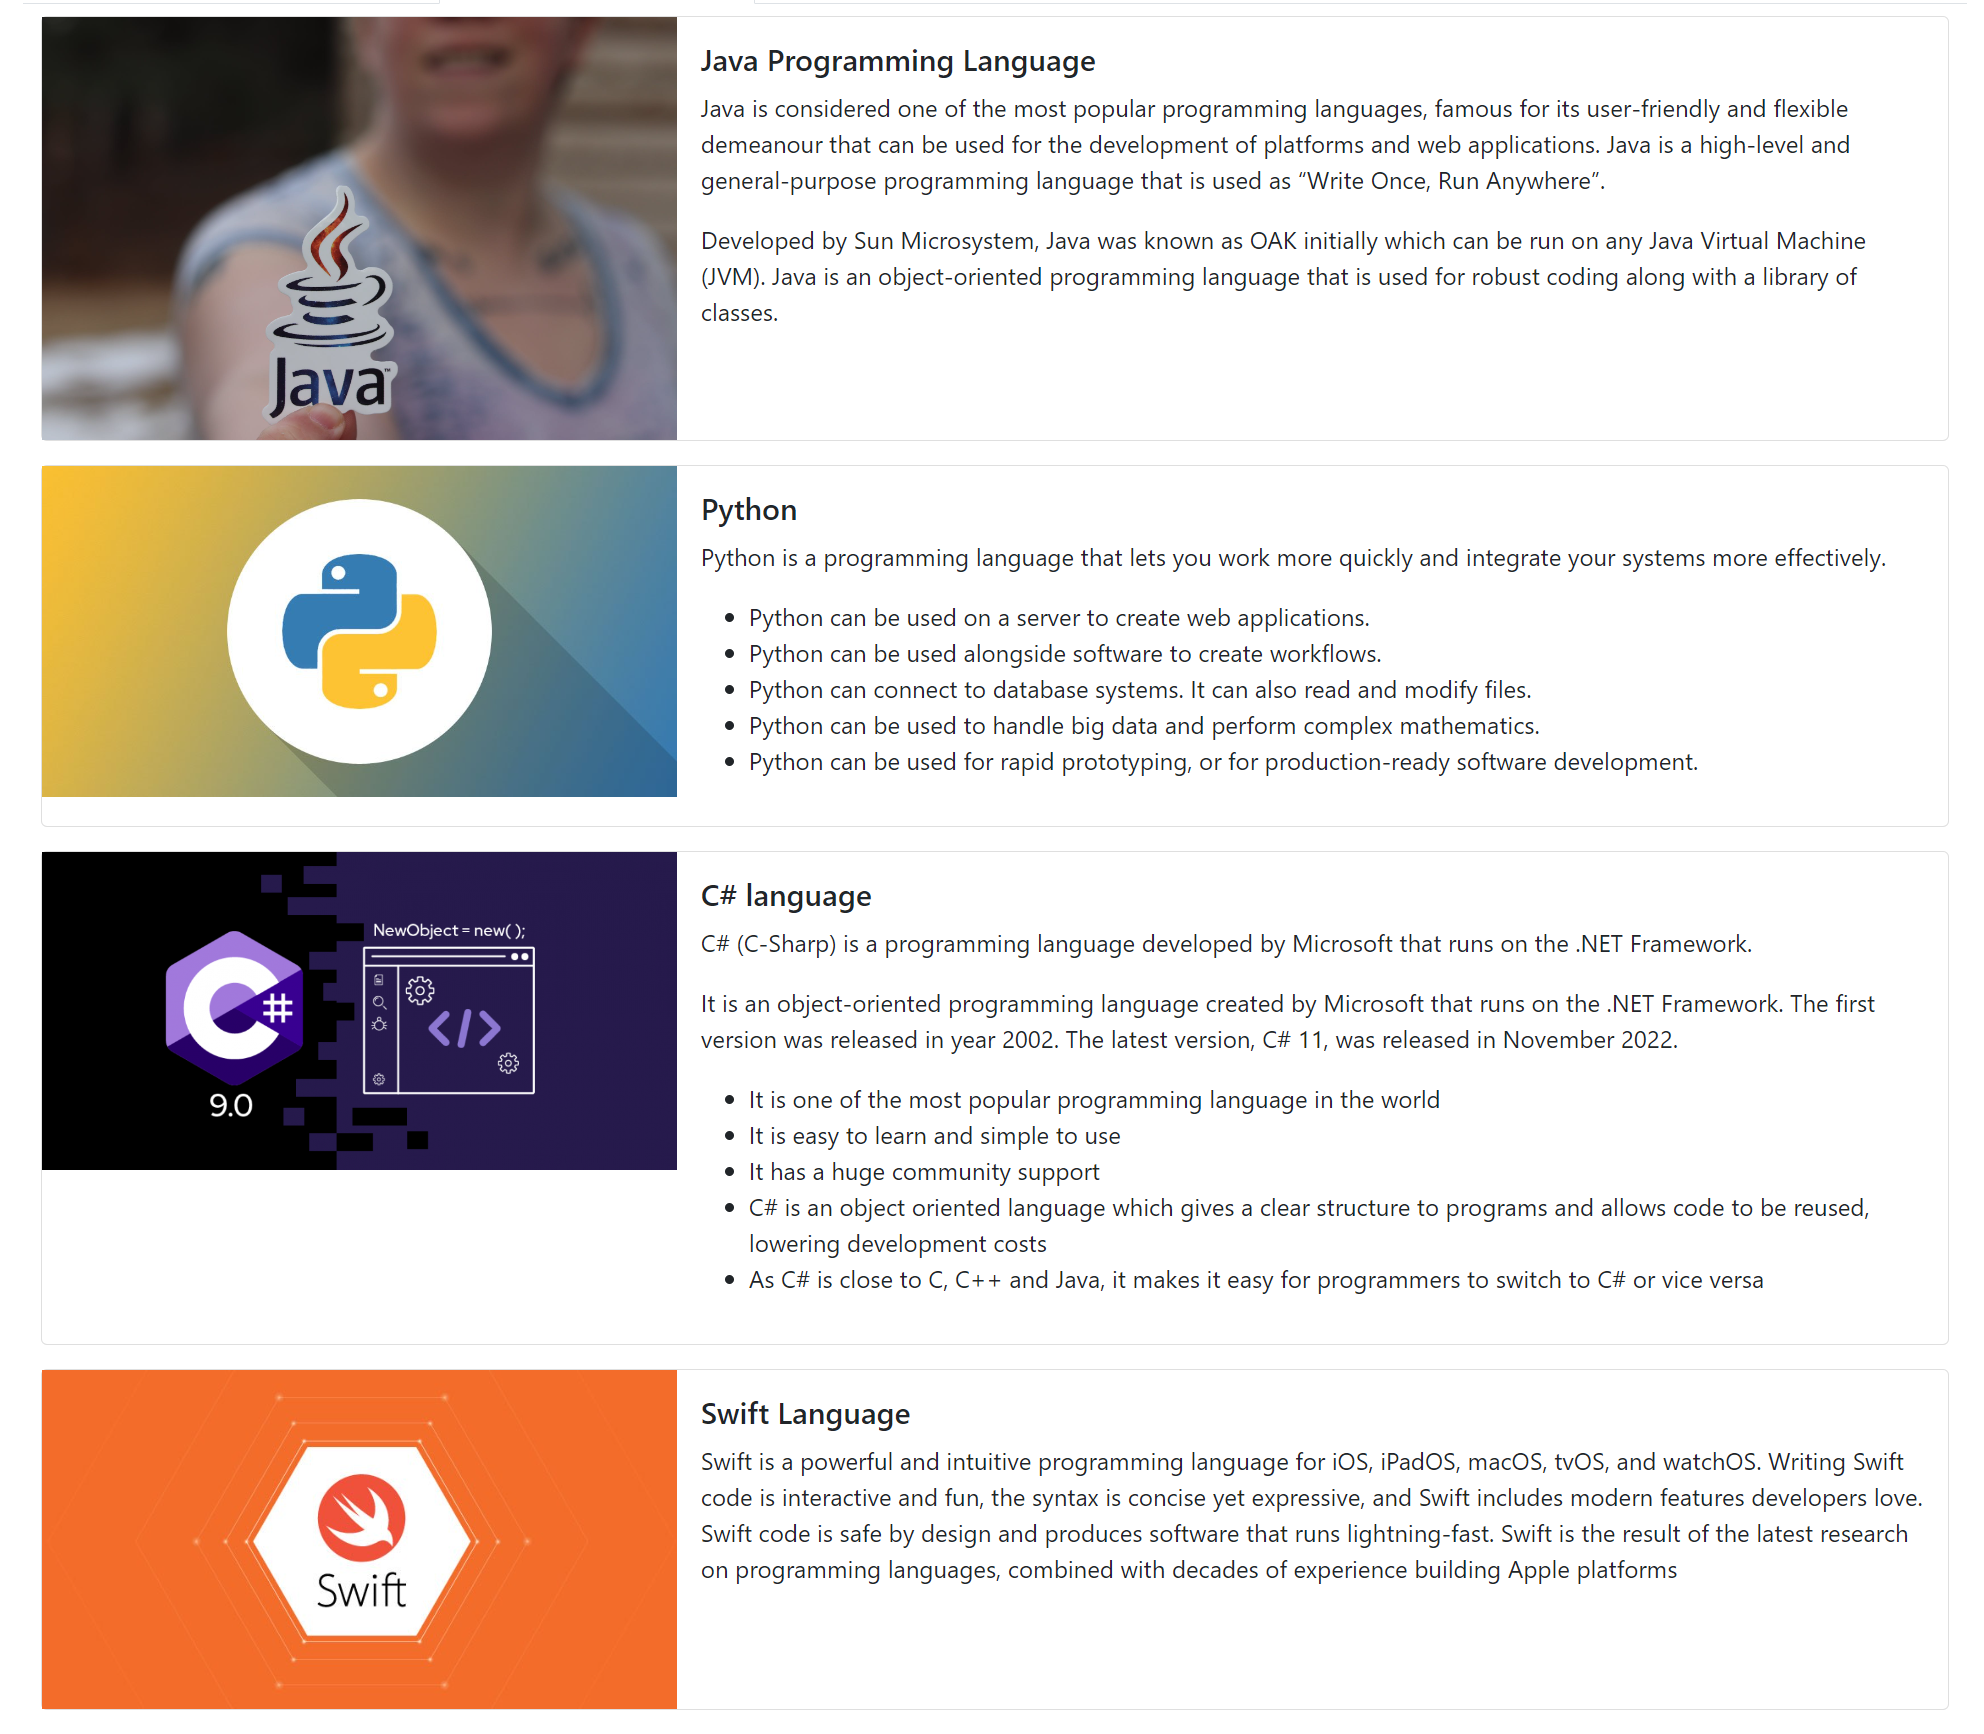 Java™
Java Programming Language
Java is considered one of the most popular programming languages, famous for its user-friendly and flexible
demeanour that can be used for the development of platforms and web applications. Java is a high-level and
general-purpose programming language that is used as “Write Once, Run Anywhere”.
Developed by Sun Microsystem, Java was known as OAK initially which can be run on any Java Virtual Machine
(JVM). Java is an object-oriented programming language that is used for robust coding along with a library of
classes.
Python
Python is a programming language that lets you work more quickly and integrate your systems more effectively.
• Python can be used on a server to create web applications.
• Python can be used alongside software to create workflows.
• Python can connect to database systems. It can also read and modify files.
• Python can be used to handle big data and perform complex mathematics.
• Python can be used for rapid prototyping, or for production-ready software development.
C#
9.0
NewObject = new( );
</>
C# language
C# (C-Sharp) is a programming language developed by Microsoft that runs on the .NET Framework.
It is an object-oriented programming language created by Microsoft that runs on the .NET Framework. The first
version was released in year 2002. The latest version, C# 11, was released in November 2022.
• It is one of the most popular programming language in the world
• It is easy to learn and simple to use
• It has a huge community support
• C# is an object oriented language which gives a clear structure to programs and allows code to be reused,
lowering development costs
• As C# is close to C, C++ and Java, it makes it easy for programmers to switch to C# or vice versa
Swift
Swift Language
Swift is a powerful and intuitive programming language for iOS, iPadOS, macOS, tvOS, and watchOS. Writing Swift
code is interactive and fun, the syntax is concise yet expressive, and Swift includes modern features developers love.
Swift code is safe by design and produces software that runs lightning-fast. Swift is the result of the latest research
on programming languages, combined with decades of experience building Apple platforms